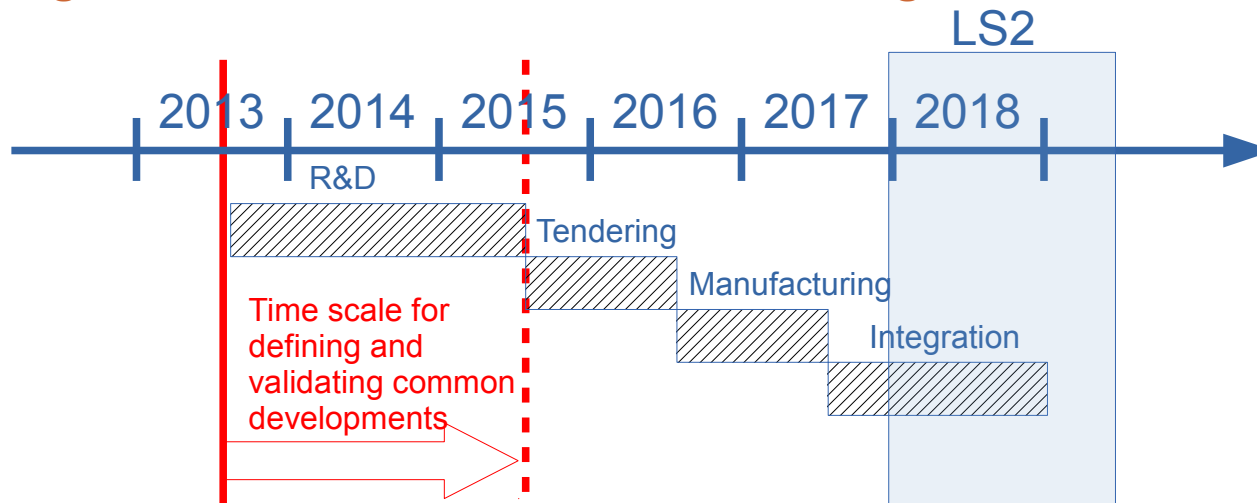 LS2
2013 2014 2015 2016 2017 2018
R&D
Tendering
Manufacturing
Integration
Time scale for
defining and
validating common
developments